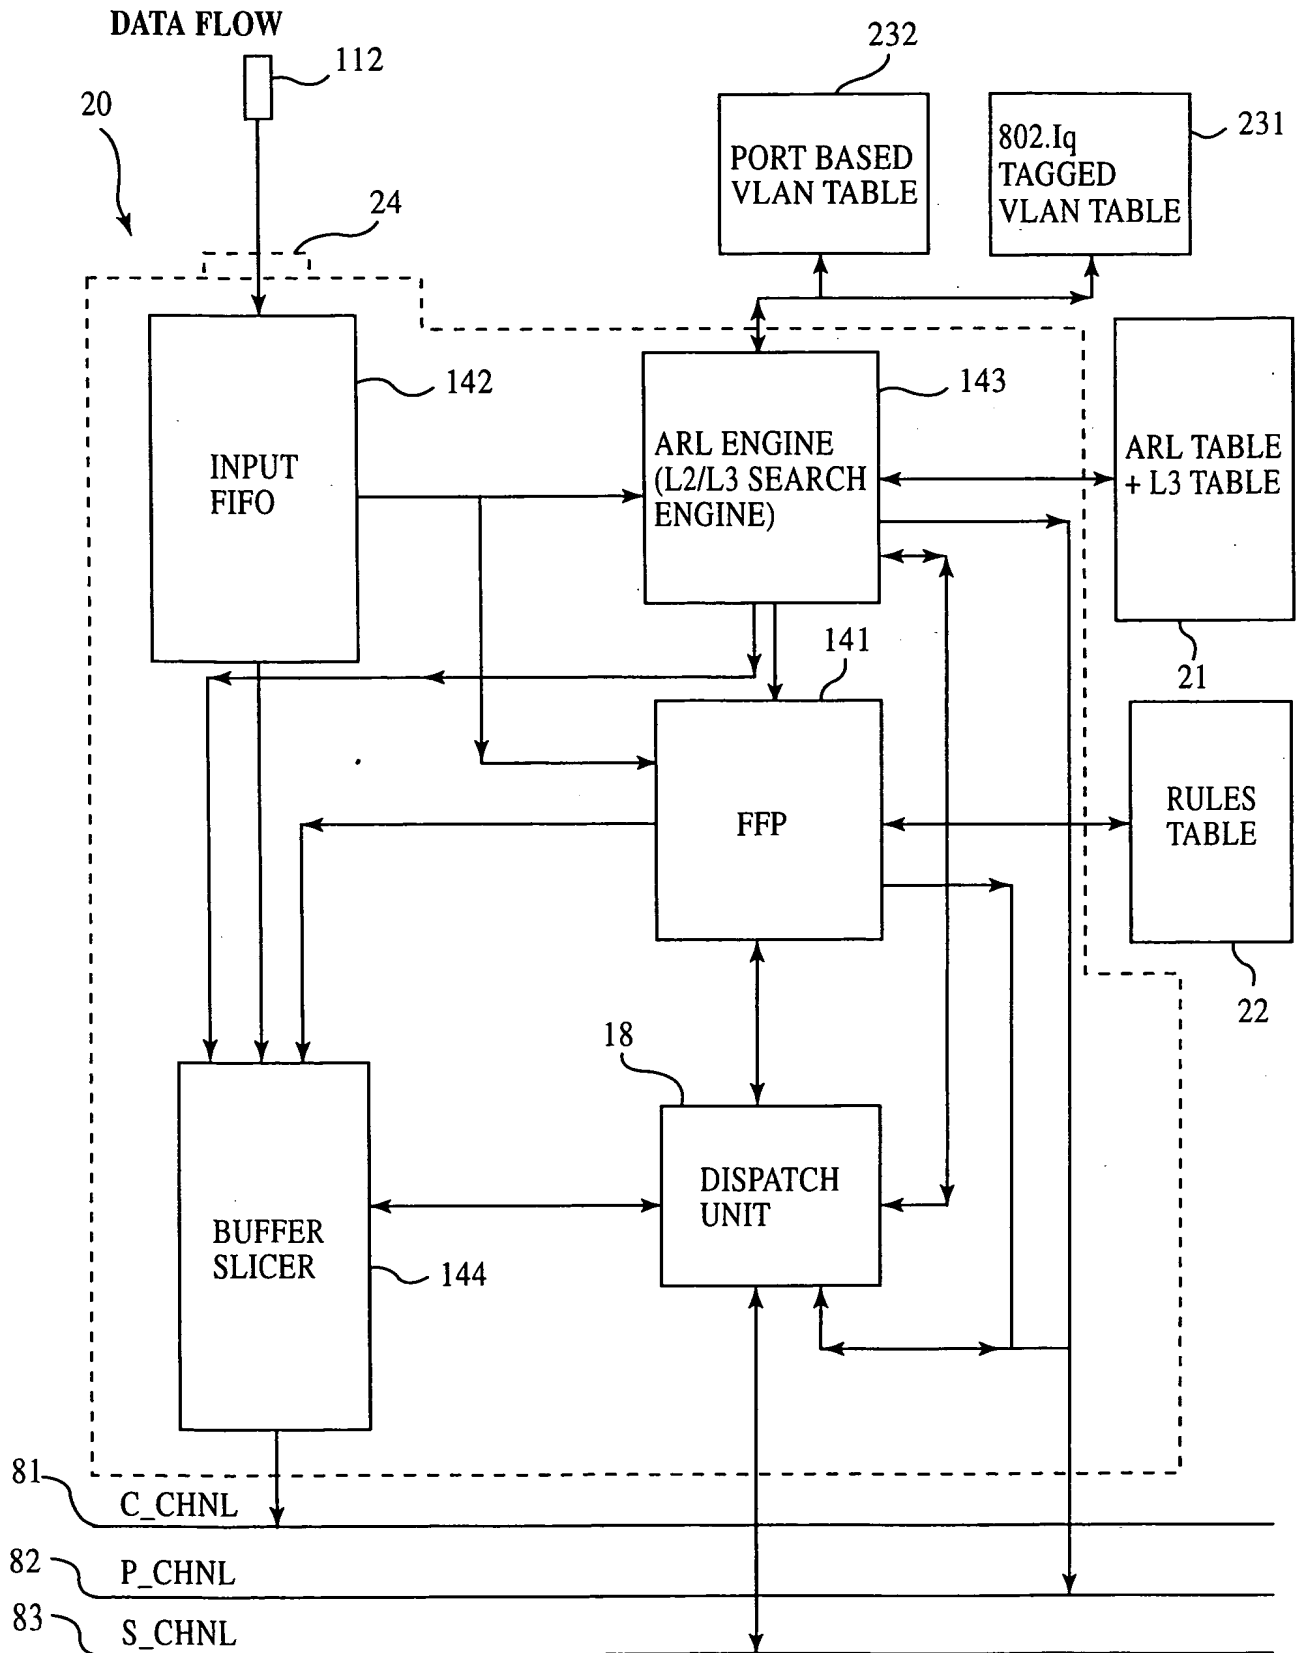 DATA FLOW
112
20
24
232
231
PORT BASED
VLAN TABLE
802.Iq
TAGGED
VLAN TABLE
142
143
INPUT
FIFO
ARL ENGINE
(L2/L3 SEARCH
ENGINE)
ARL TABLE
+ L3 TABLE
21
141
FFP
RULES
TABLE
22
18
DISPATCH
UNIT
BUFFER
SLICER
144
81
C_CHNL
82
P_CHNL
83
S_CHNL